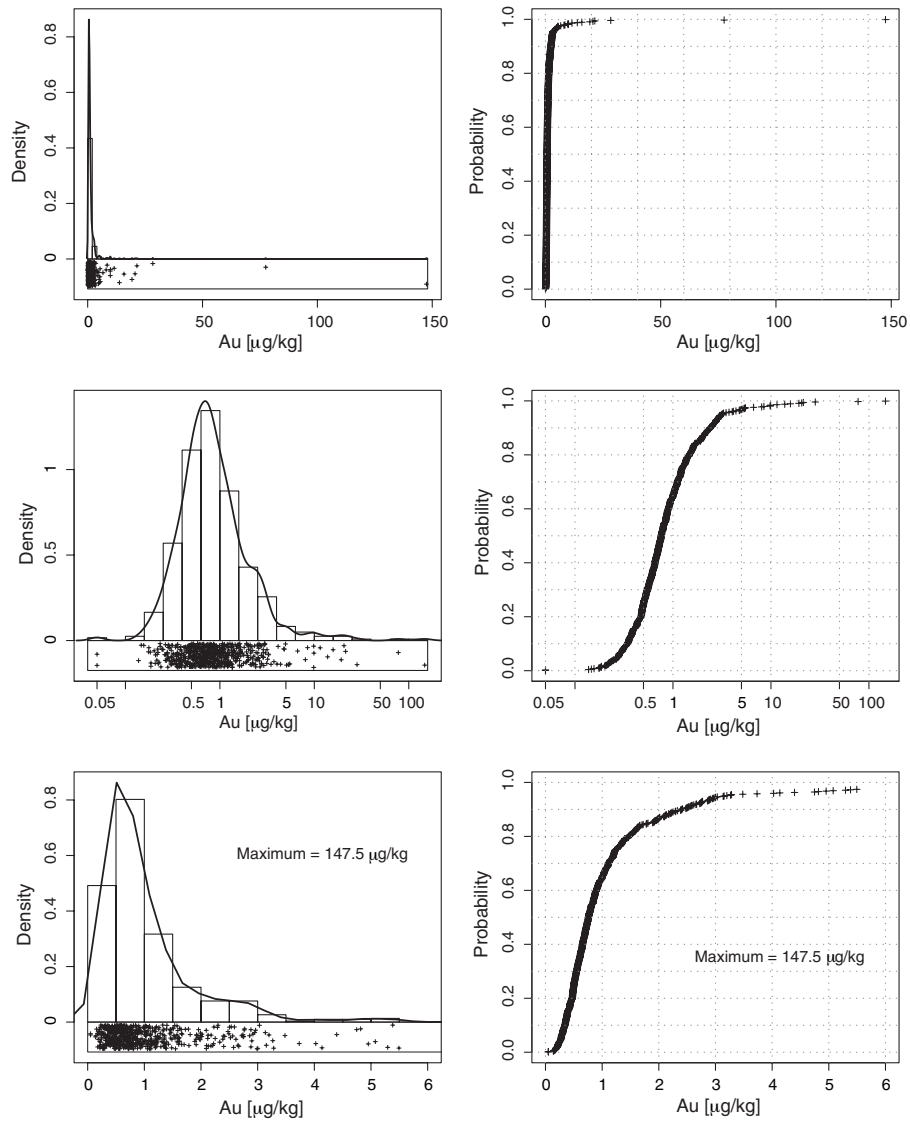 Density
0 0.2 0.4 0.6 0.8
0 50 100 150
Au [µg/kg]
Probability
0.0 0.2 0.4 0.6 0.8 1.0
0 50 100 150
Au [µg/kg]
Density
0 0.5 1
0.05 0.5 1 5 10 50 100
Au [µg/kg]
Probability
0.0 0.2 0.4 0.6 0.8 1.0
0.05 0.5 1 5 10 50 100
Au [µg/kg]
Density
0 0.2 0.4 0.6 0.8
Maximum = 147.5 µg/kg
0 1 2 3 4 5 6
Au [µg/kg]
Probability
0.0 0.2 0.4 0.6 0.8 1.0
Maximum = 147.5 µg/kg
0 1 2 3 4 5 6
Au [µg/kg]